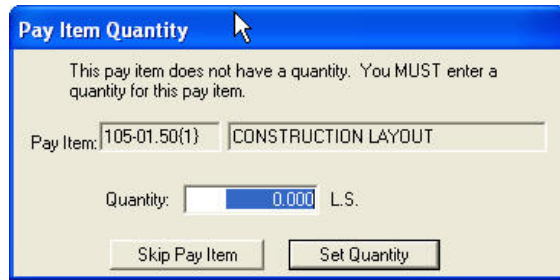 Pay Item Quantity
This pay item does not have a quantity. You MUST enter a
quantity for this pay item.
Pay Item: 105-01.50{1} CONSTRUCTION LAYOUT
Quantity: 0.000 L.S.
Skip Pay Item Set Quantity